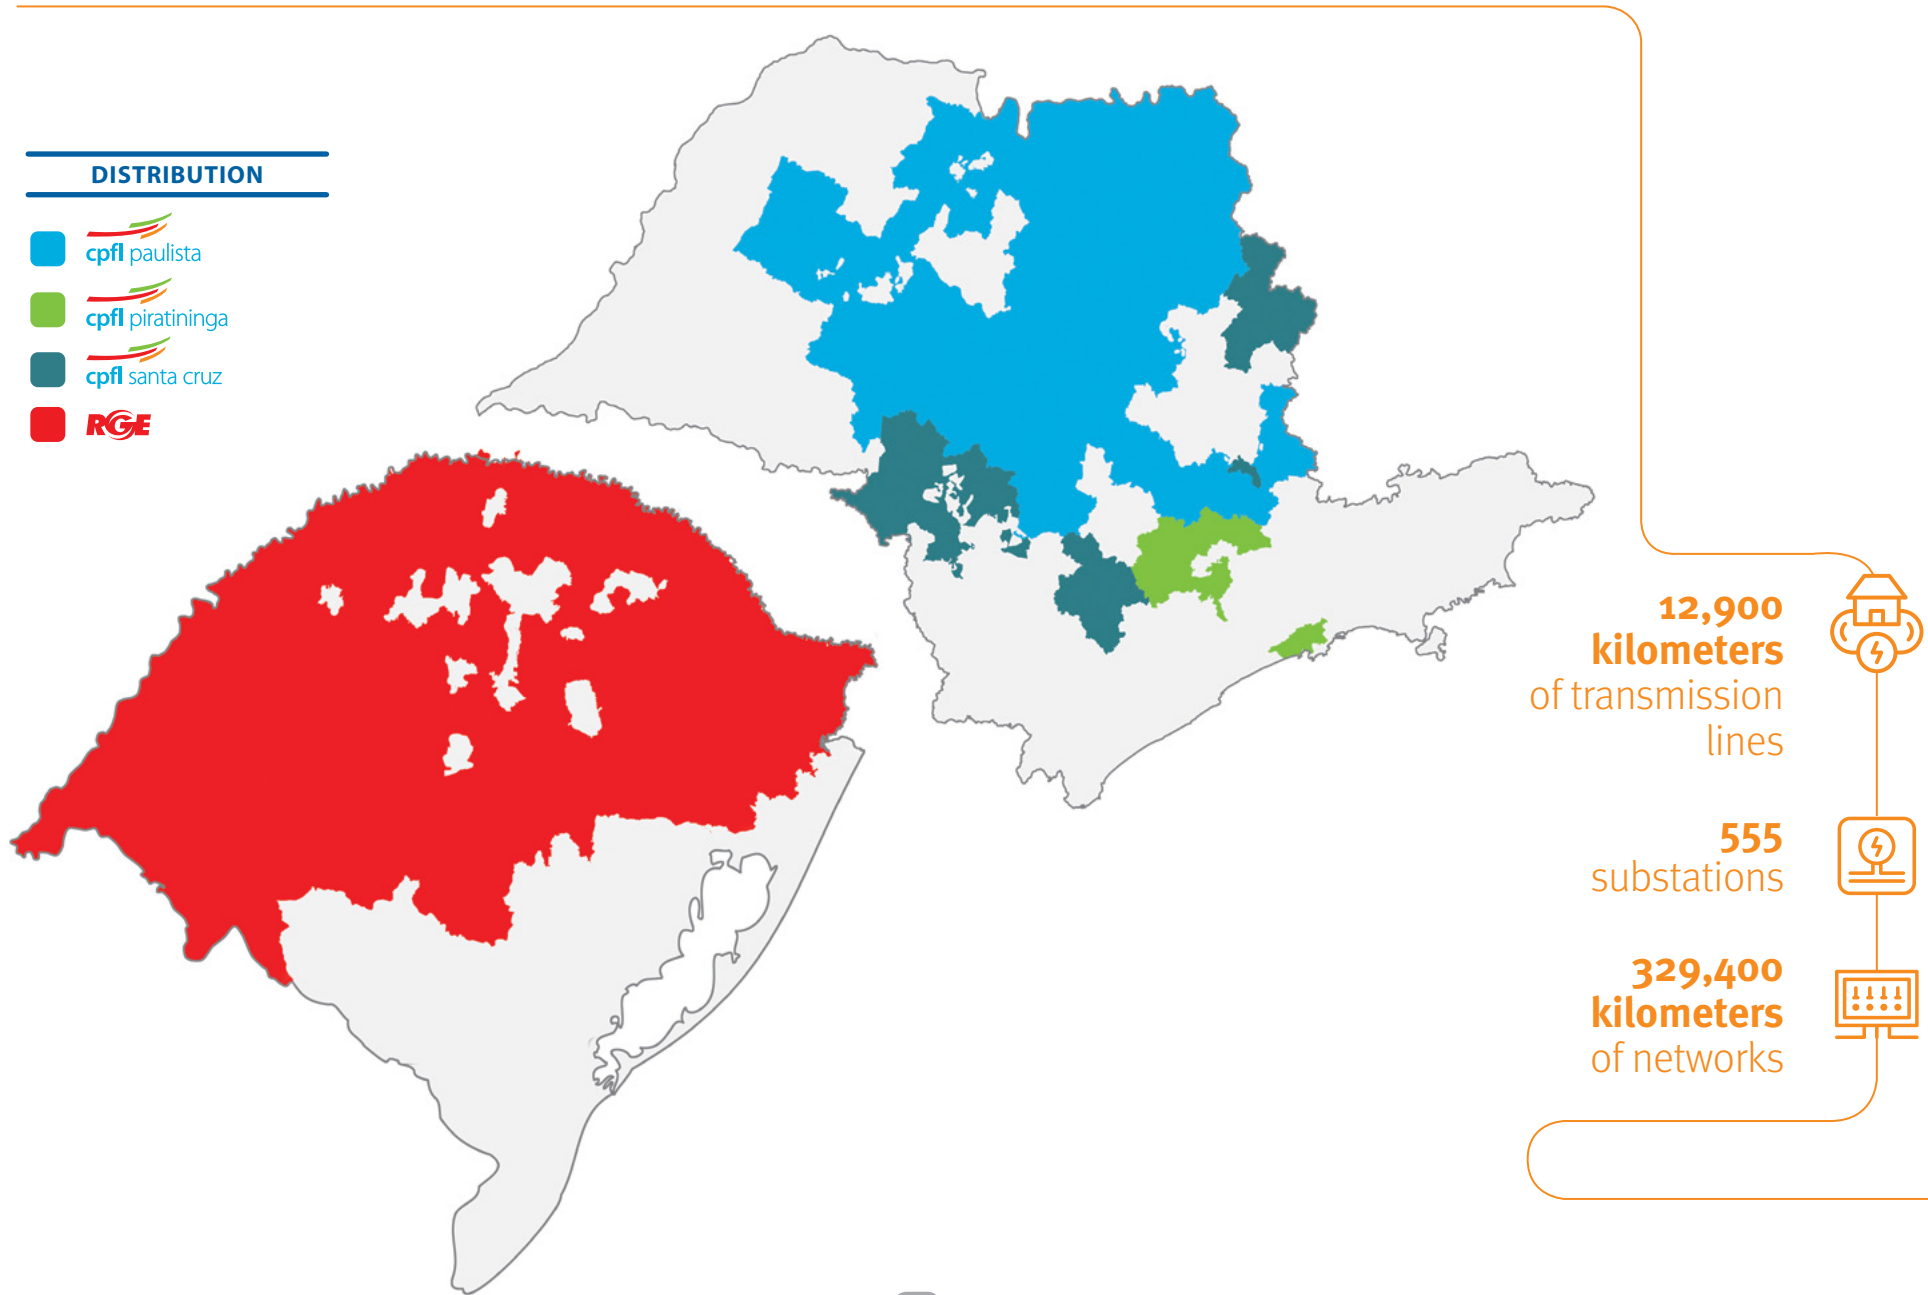 DISTRIBUTION
cpfl paulista
cpfl piratininga
cpfl santa cruz
RGE
12,900
kilometers
of transmission
lines
555
substations
329,400
kilometers
of networks